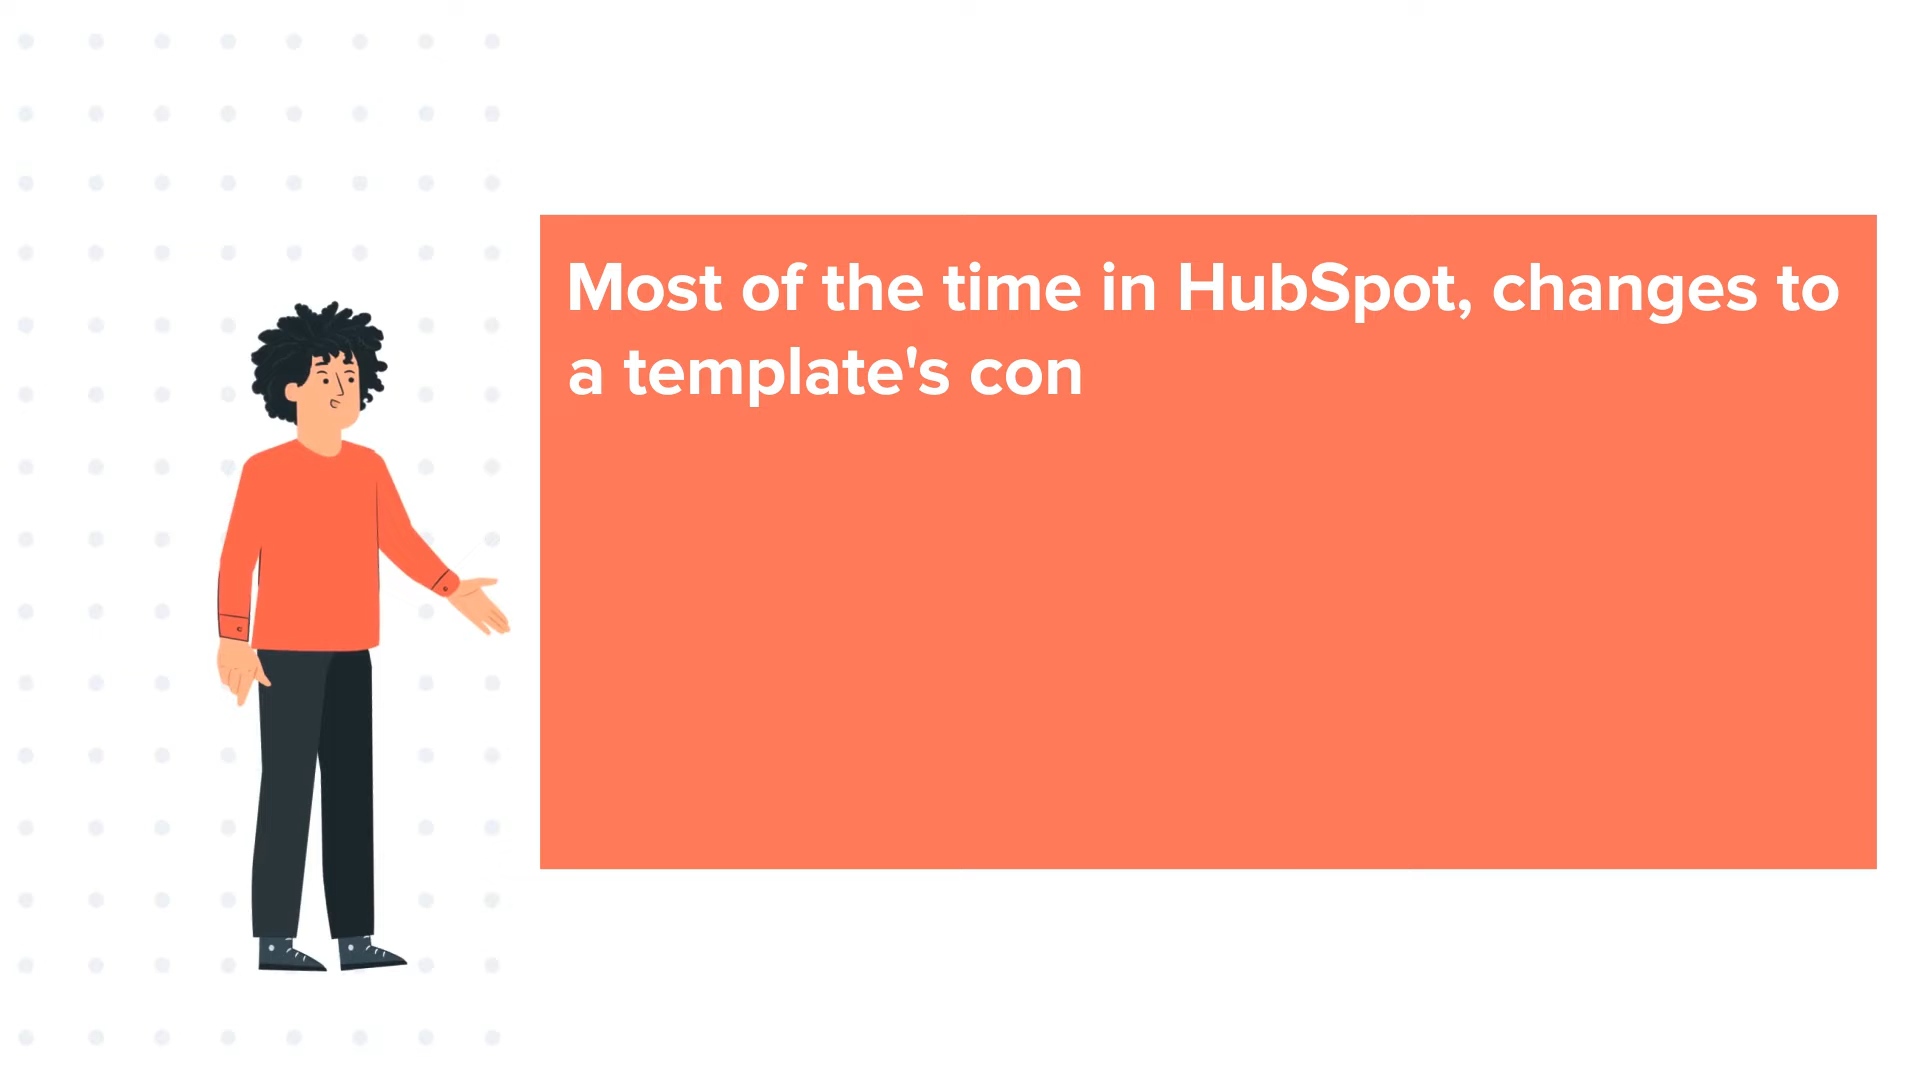 Most of the time in HubSpot, changes to
a template's con